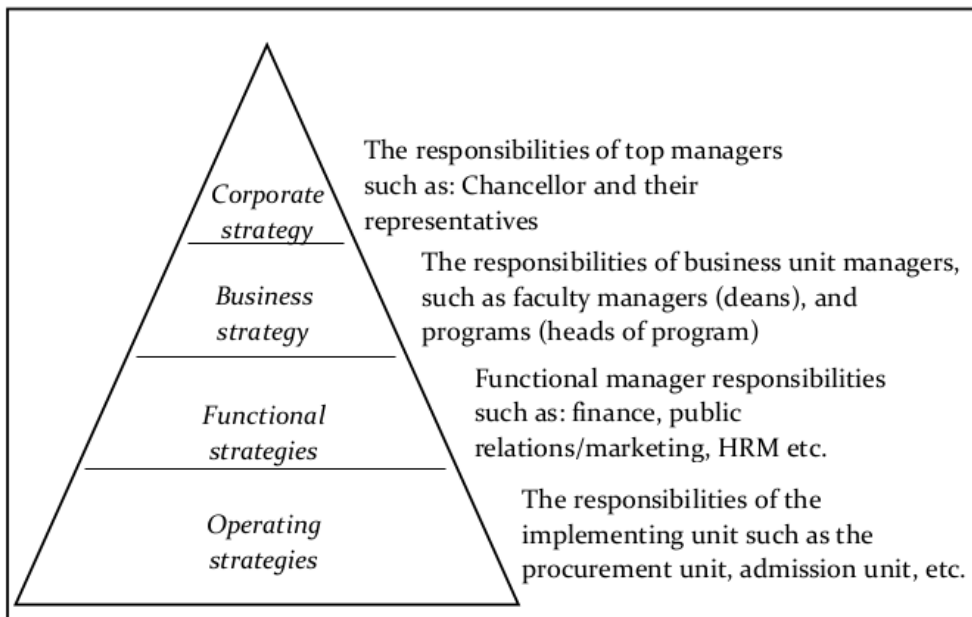 Corporate
strategy
The responsibilities of top managers
such as: Chancellor and their
representatives
Business
strategy
The responsibilities of business unit managers,
such as faculty managers (deans), and
programs (heads of program)
Functional
strategies
Functional manager responsibilities
such as: finance, public
relations/marketing, HRM etc.
Operating
strategies
The responsibilities of the
implementing unit such as the
procurement unit, admission unit, etc.